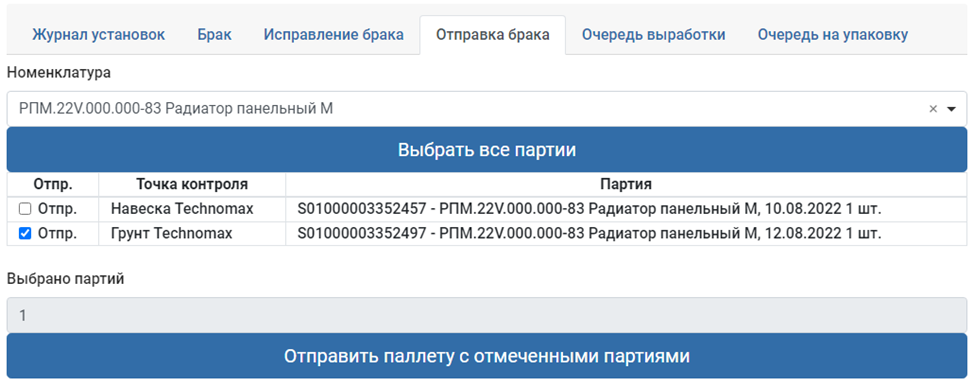 Журнал установок Брак Исправление брака Отправка брака Очередь выработки Очередь на упаковку
Номенклатура
РПМ.22V.000.000-83 Радиатор панельный М ×
Выбрать все партии
Отпр. Точка контроля Партия
Отпр. Навеска Technomax S01000003352457 - РПМ.22V.000.000-83 Радиатор панельный М, 10.08.2022 1 шт.
Отпр. Грунт Technomax S01000003352497 - РПМ.22V.000.000-83 Радиатор панельный М, 12.08.2022 1 шт.
Выбрано партий
1
Отправить паллету с отмеченными партиями